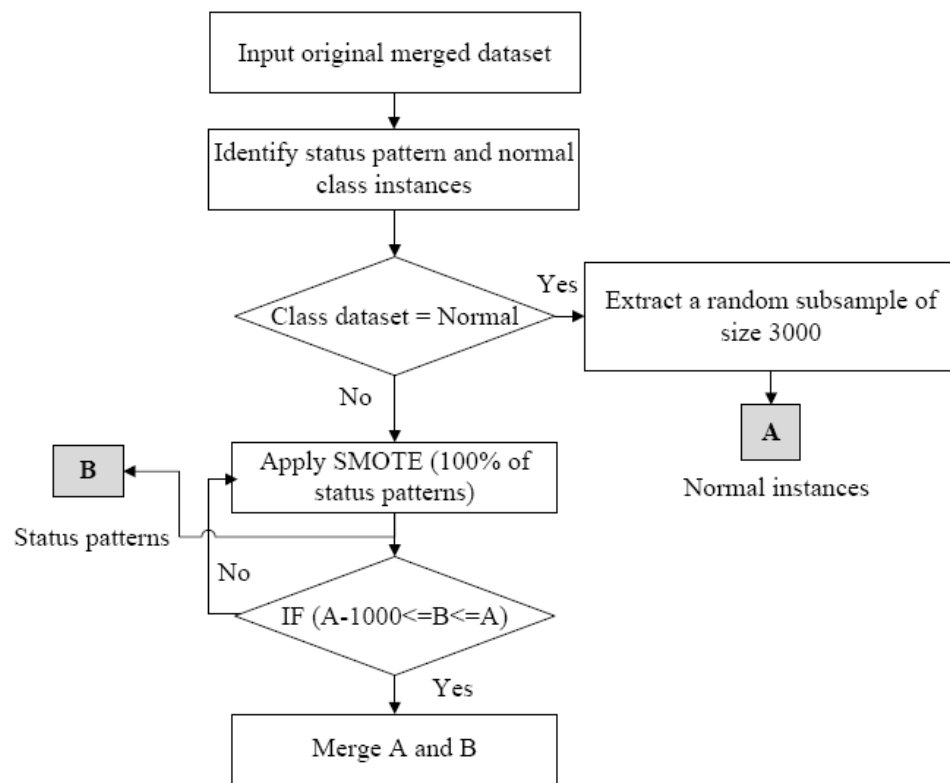 Input original merged dataset
Identify status pattern and normal
class instances
Class dataset = Normal
Yes
Extract a random subsample of
size 3000
A
Normal instances
No
Apply SMOTE (100% of
status patterns)
B
Status patterns
No
IF (A-1000<=B<=A)
Yes
Merge A and B